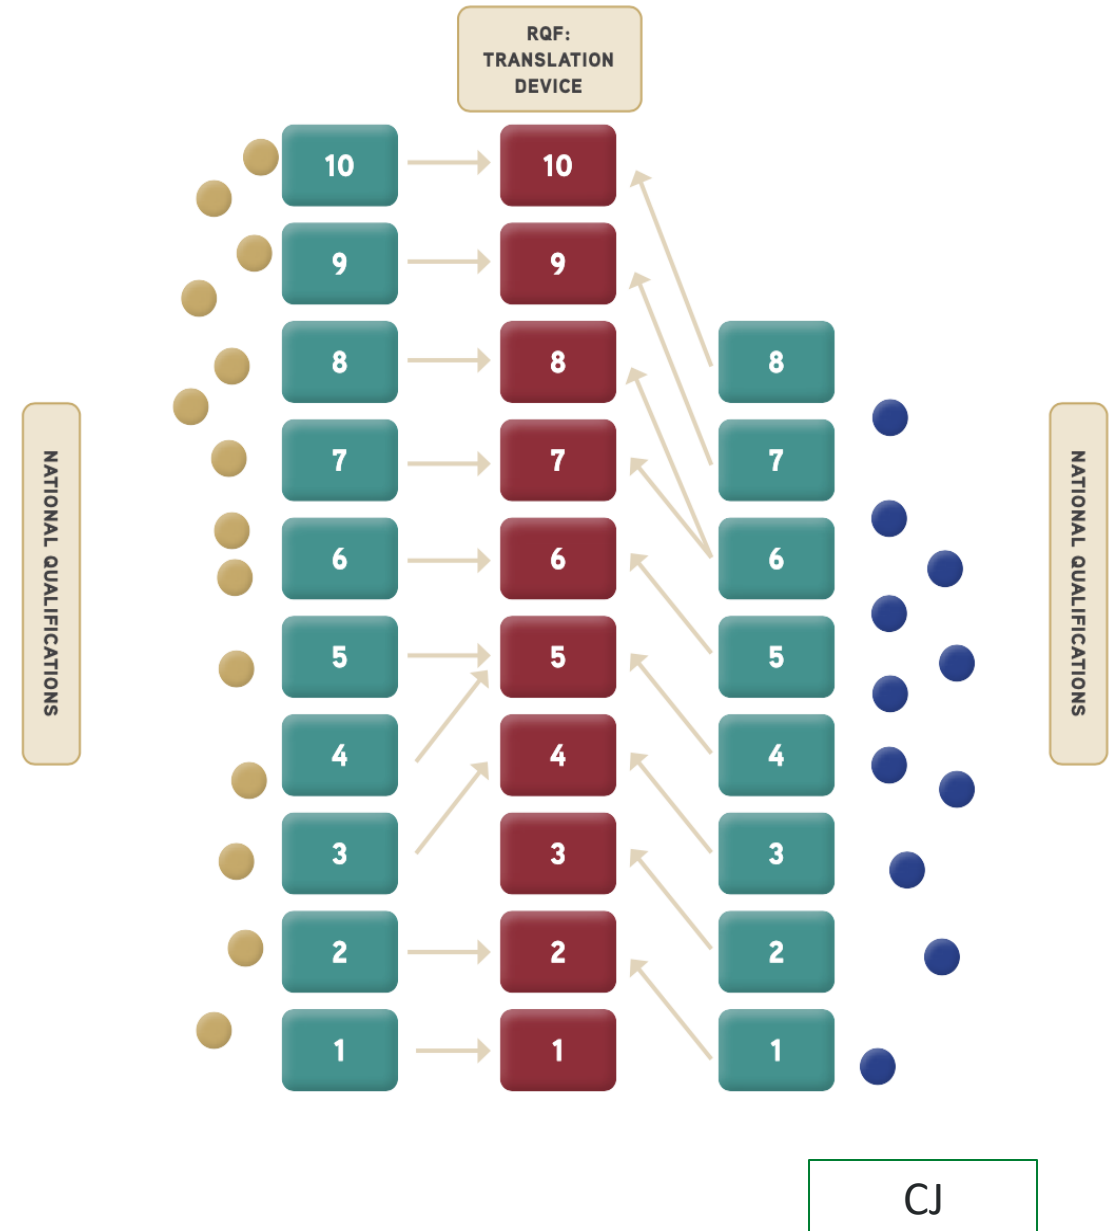 RQF:
TRANSLATION
DEVICE
10 10
9 9
8 8 8
7 7 7
6 6 6
5 5 5
4 4 4
3 3 3
2 2 2
1 1 1
NATIONAL QUALIFICATIONS
NATIONAL QUALIFICATIONS
CJ